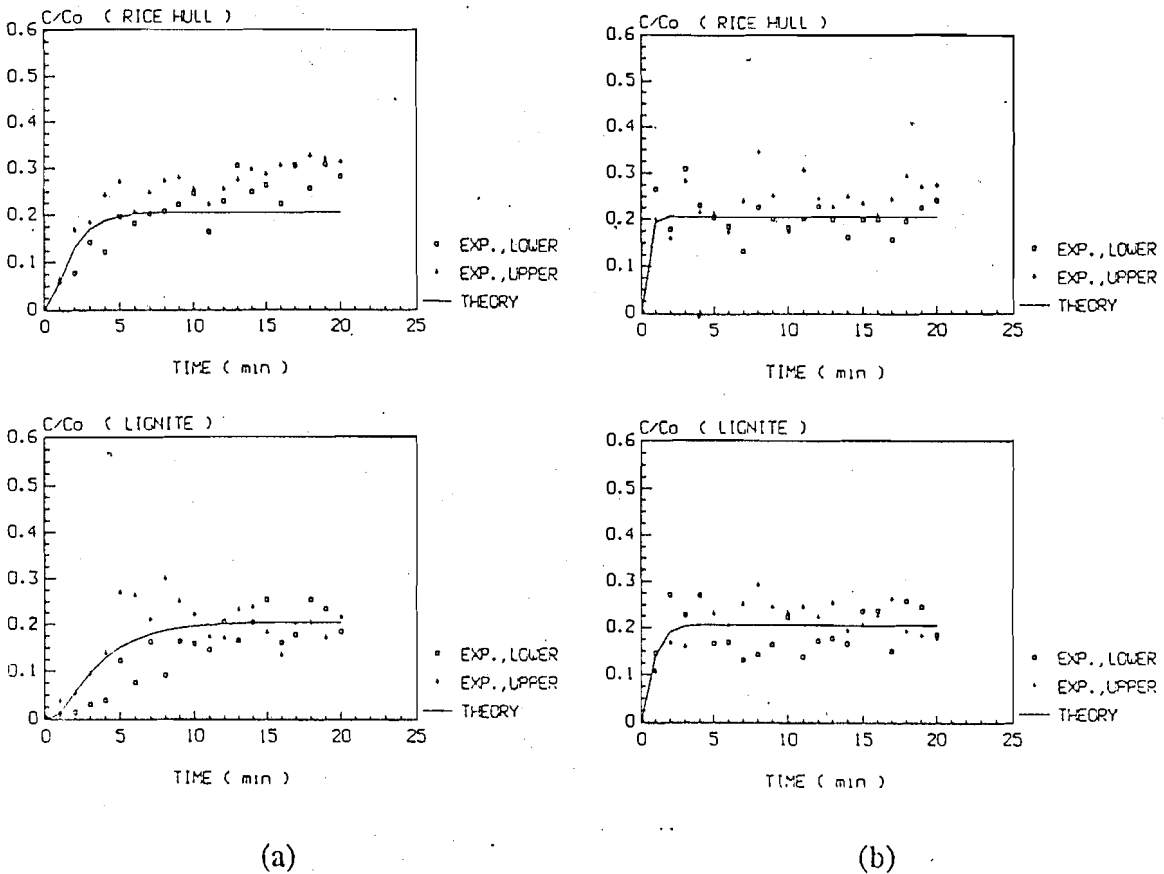 C/Co ( RICE HULL )
0.6
0.5
0.4
0.3
0.2
0.1
0
0 5 10 15 20 25
TIME ( min )
EXP.,LOWER
EXP.,UPPER
THEORY
C/Co ( RICE HULL )
0.6
0.5
0.4
0.3
0.2
0.1
0
0 5 10 15 20 25
TIME ( min )
EXP.,LOWER
EXP.,UPPER
THEORY
C/Co ( LIGNITE )
0.6
0.5
0.4
0.3
0.2
0.1
0
0 5 10 15 20 25
TIME ( min )
EXP.,LOWER
EXP.,UPPER
THEORY
C/Co ( LIGNITE )
0.6
0.5
0.4
0.3
0.2
0.1
0
0 5 10 15 20 25
TIME ( min )
EXP.,LOWER
EXP.,UPPER
THEORY
(a)
(b)